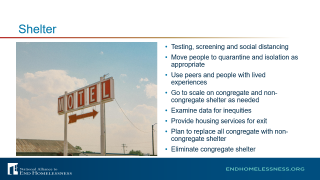 Shelter
MOTEL
Testing, screening and social distancing
Move people to quarantine and isolation as
appropriate
Use peers and people with lived
experiences
Go to scale on congregate and non-
congregate shelter as needed
Examine data for inequities
Provide housing services for exit
Plan to replace all congregate with non-
congregate shelter
Eliminate congregate shelter
National Alliance to
END HOMELESSNESS
ENDHOMELESSNESS.ORG